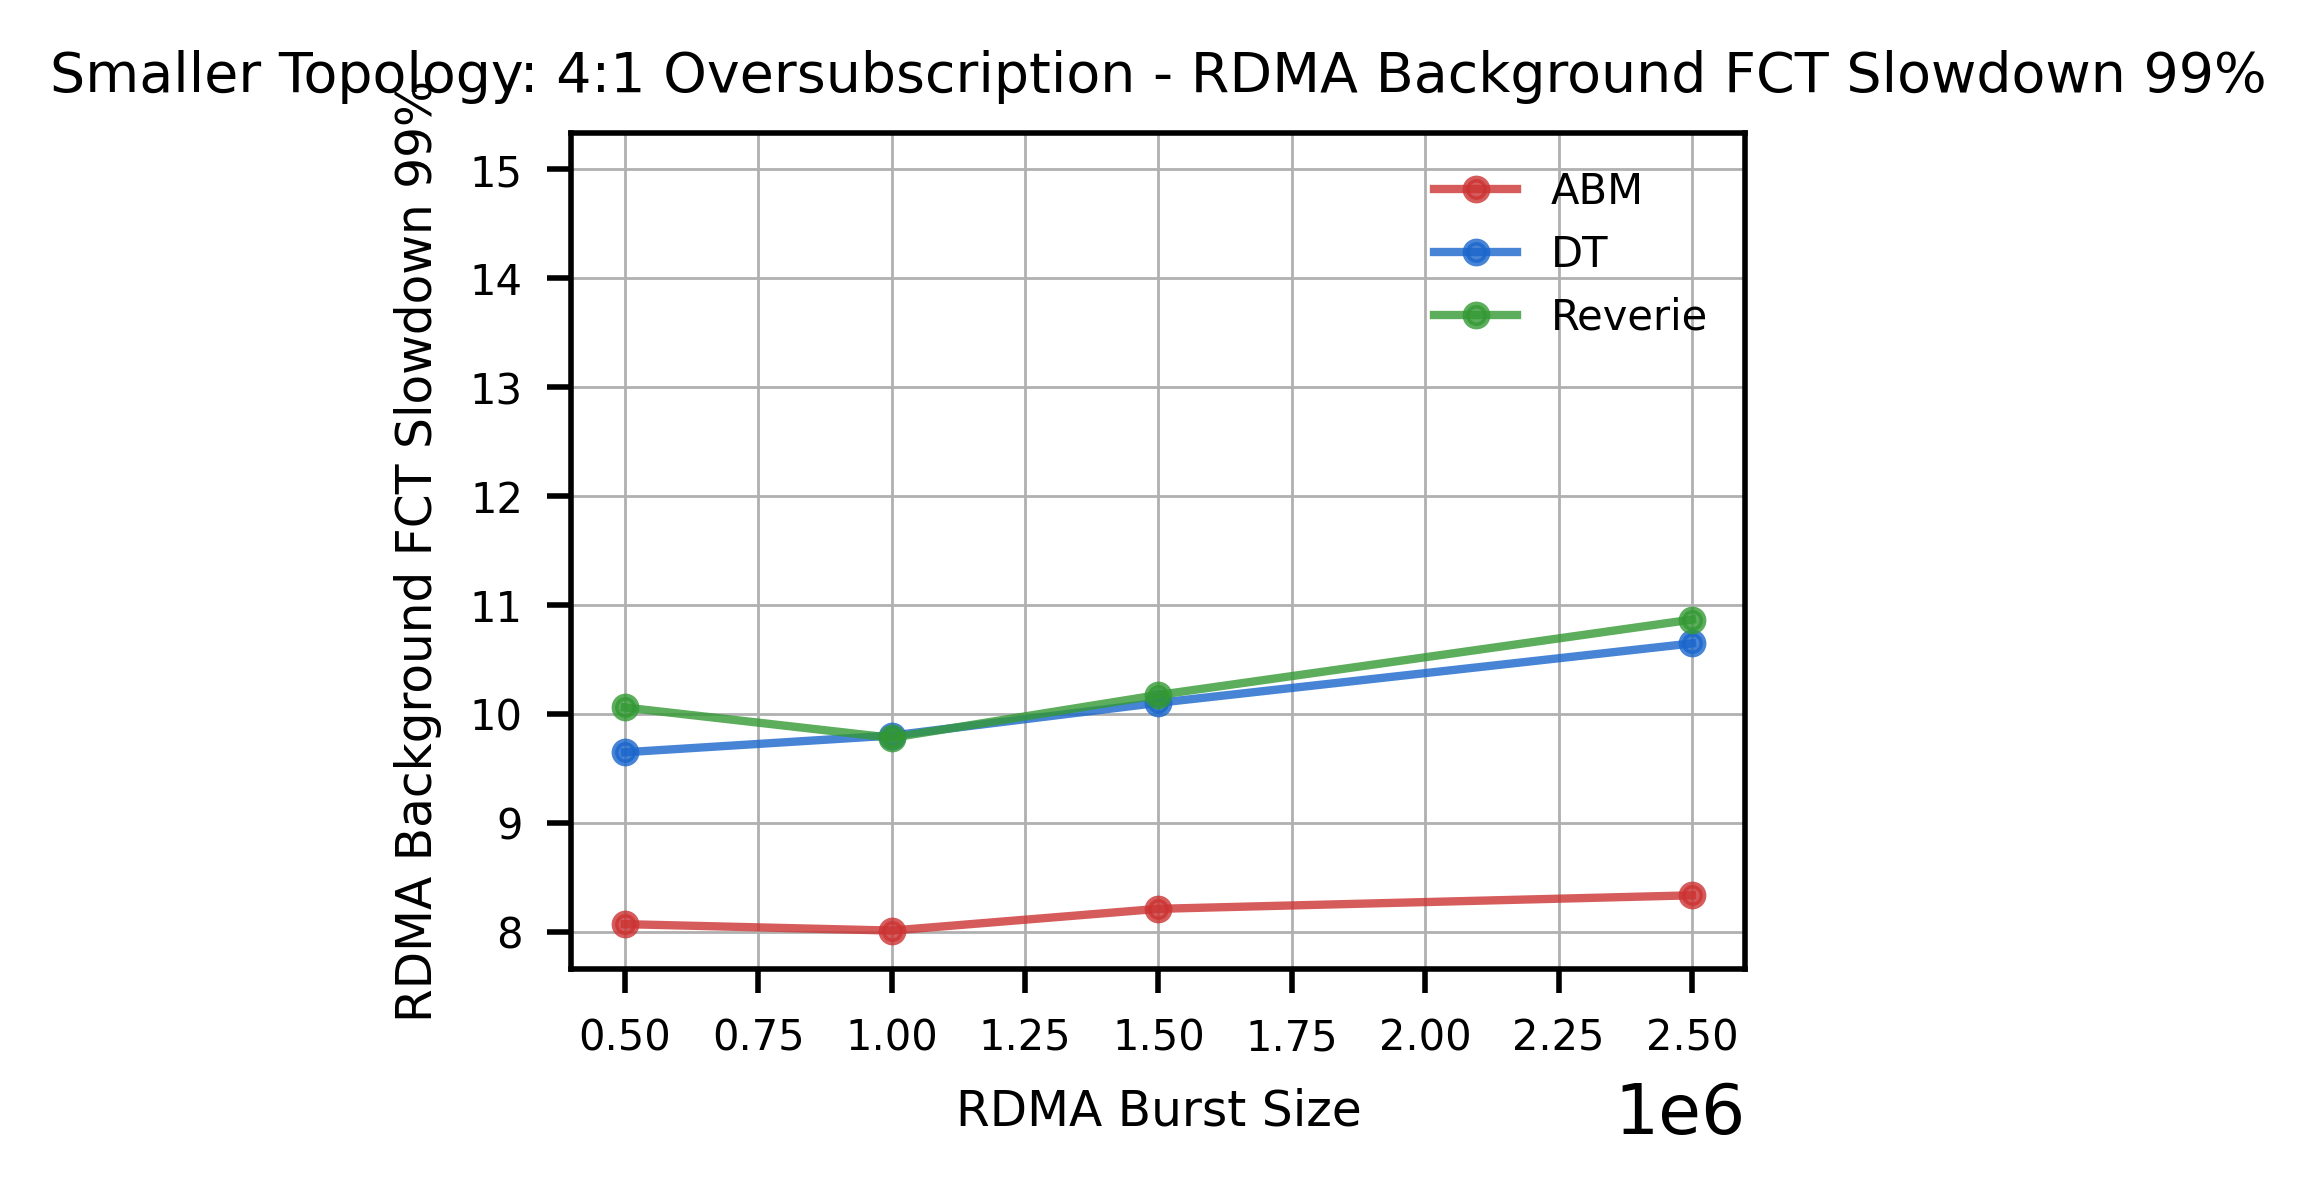 Smaller Topology: 4:1 Oversubscription - RDMA Background FCT Slowdown 99%
RDMA Background FCT Slowdown 99%
15
14
13
12
11
10
9
8
ABM
DT
Reverie
0.50 0.75 1.00 1.25 1.50 1.75 2.00 2.25 2.50
RDMA Burst Size
1e6